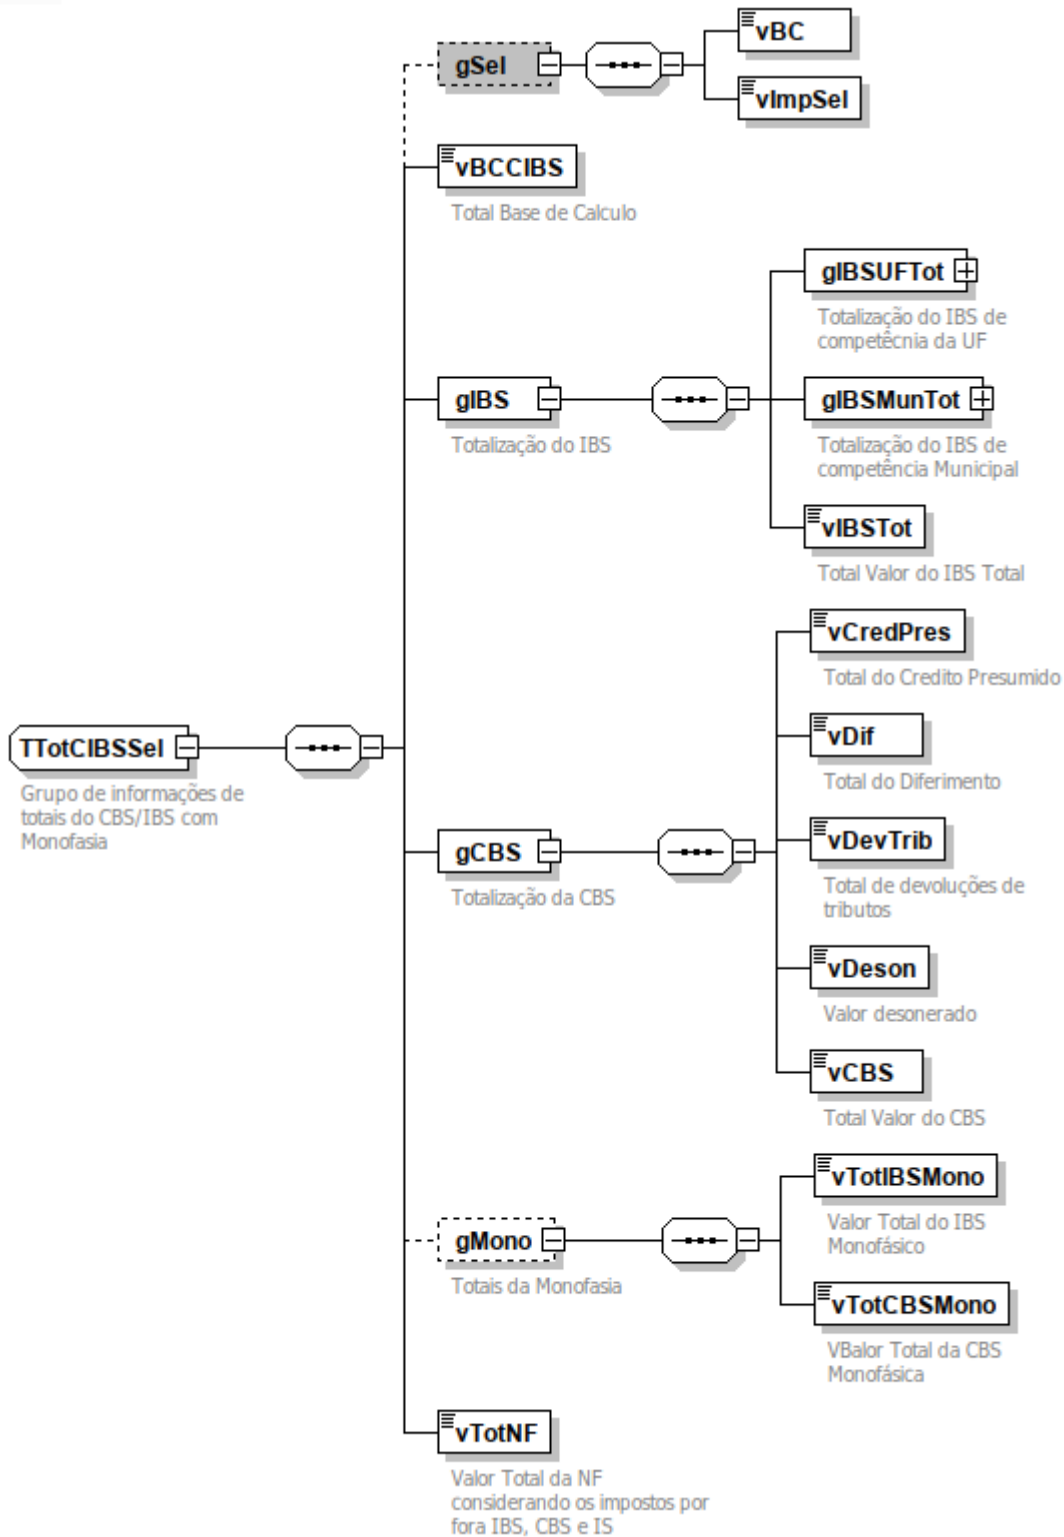 gSel
vBC
vImpSel
vBCCIBS
Total Base de Calculo
gIBS
Totalização do IBS
gIBSUFTot
Totalização do IBS de
competêcnia da UF
gIBSMunTot
Totalização do IBS de
competência Municipal
vIBSTot
Total Valor do IBS Total
TTotCIBSSel
Grupo de informações de
totais do CBS/IBS com
Monofasia
gCBS
Totalização da CBS
vCredPres
Total do Credito Presumido
vDif
Total do Diferimento
vDevTrib
Total de devoluções de
tributos
vDeson
Valor desonerado
vCBS
Total Valor do CBS
gMono
Totais da Monofasia
vTotIBSMono
Valor Total do IBS
Monofásico
vTotCBSMono
VBalor Total da CBS
Monofásica
vTotNF
Valor Total da NF
considerando os impostos por
fora IBS, CBS e IS